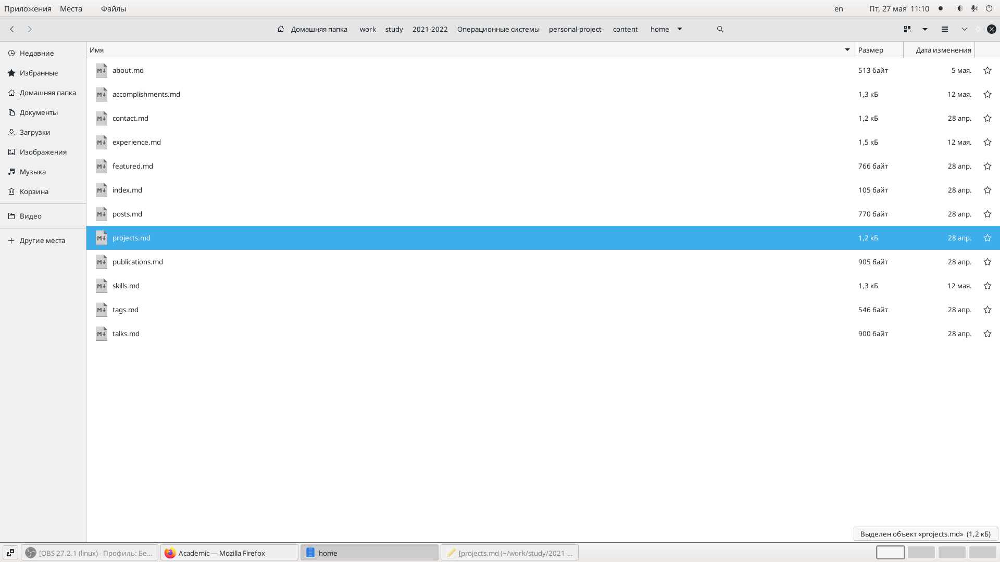 Приложения Места Файлы en Пт, 27 мая 11:10
Домашняя папка work study 2021-2022 Операционные системы personal-project- content home
Недавние
Избранные
Домашняя папка
Документы
Загрузки
Изображения
Музыка
Корзина
Видео
Другие места
Имя Размер Дата изменения
about.md 513 байт 5 мая.
accomplishments.md 1,3 кБ 12 мая.
contact.md 1,2 кБ 28 апр.
experience.md 1,5 кБ 12 мая.
featured.md 766 байт 28 апр.
index.md 105 байт 28 апр.
posts.md 770 байт 28 апр.
projects.md 1,2 кБ 28 апр.
publications.md 905 байт 28 апр.
skills.md 1,3 кБ 12 мая.
tags.md 546 байт 28 апр.
talks.md 900 байт 28 апр.
Выделен объект «projects.md» (1,2 кБ)
[OBS 27.2.1 (linux) - Профиль: Бе... Academic — Mozilla Firefox home [projects.md (~/work/study/2021-...